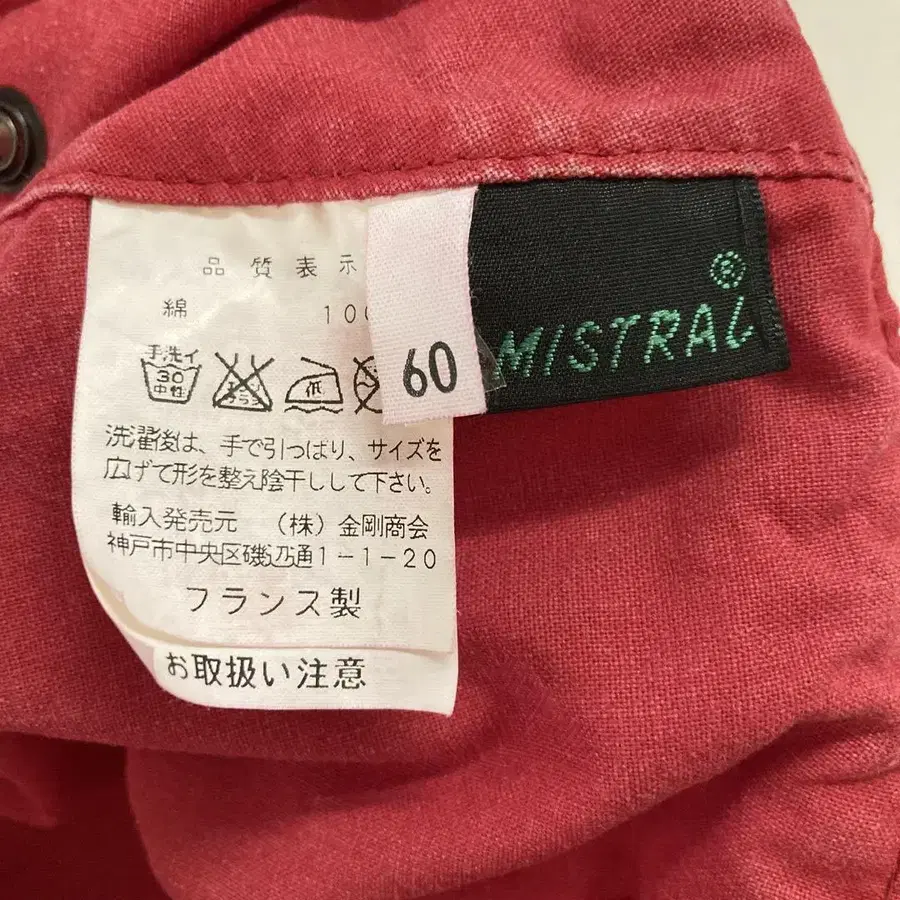 品質表示
綿 100
手洗イ
30
中性
60
MISTRAL®
洗濯後は、手で引っぱり、サイズを
広げて形を整え陰干しして下さい。
輸入発売元 (株) 金剛商会
神戸市中央区磯辺通1-1-20
フランス製
お取扱い注意